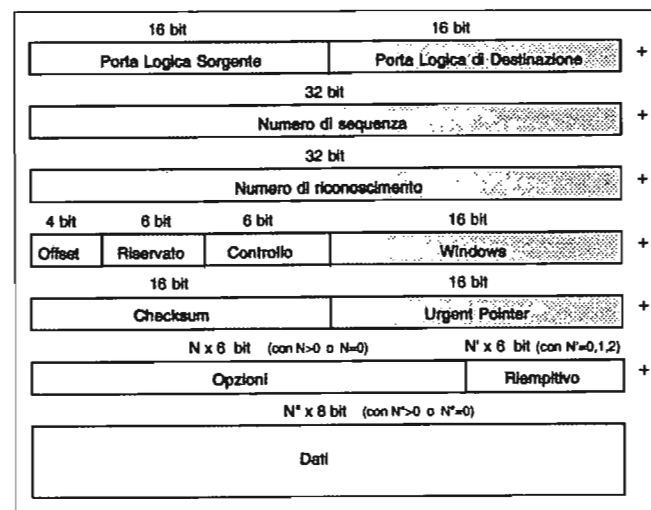 16 bit 16 bit
Porta Logica Sorgente Porta Logica di Destinazione +
32 bit
Numero di sequenza +
32 bit
Numero di riconoscimento +
4 bit 6 bit 6 bit 16 bit
Offset Riservato Controllo Windows +
16 bit 16 bit
Checksum Urgent Pointer +
N x 6 bit (con N>0 o N=0) N' x 6 bit (con N'=0,1,2)
Opzioni Riempitivo +
N" x 8 bit (con N">0 o N"=0)
Dati